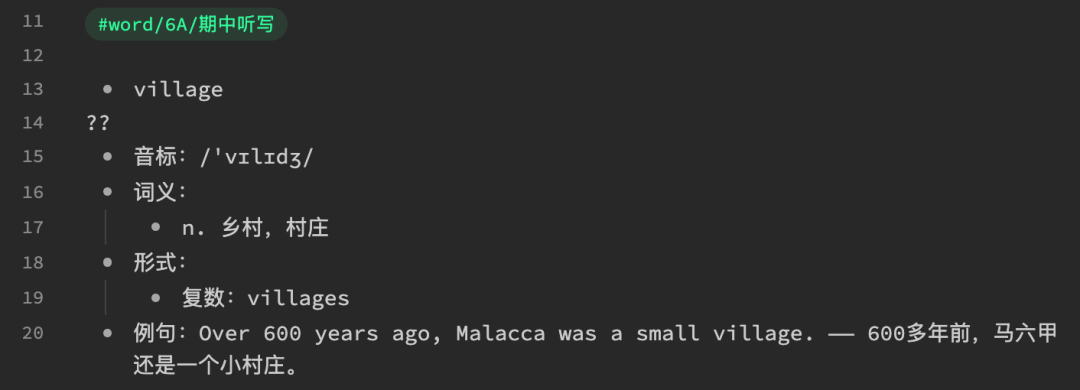 11 #word/6A/期中听写
12
13 • village
14 ??
15 • 音标：/'vɪlɪdʒ/
16 • 词义：
17 • n. 乡村，村庄
18 • 形式：
19 • 复数：villages
20 • 例句：Over 600 years ago, Malacca was a small village. —— 600多年前，马六甲
还是一个小村庄。